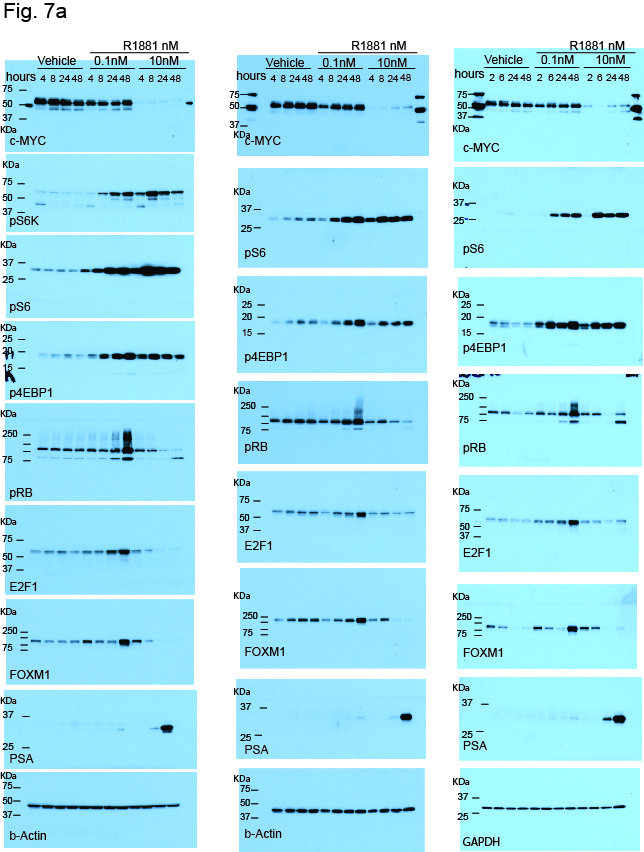 Fig. 7a
R1881 nM
Vehicle 0.1nM 10nM
hours 4 8 24 48 4 8 24 48 4 8 24 48
75
50
37
KDa
c-MYC
KDa
75
50
37
pS6K
KDa
37
25
pS6
KDa
25
20
15
p4EBP1
KDa
250
75
pRB
KDa
75
50
37
E2F1
KDa
250
75
FOXM1
KDa
37
25
PSA
KDa
75
50
37
b-Actin
R1881 nM
Vehicle 0.1nM 10nM
hours 4 8 24 48 4 8 24 48 4 8 24 48
75
50
37
KDa
c-MYC
KDa
37
25
pS6
KDa
25
20
15
p4EBP1
KDa
250
75
pRB
KDa
75
50
37
E2F1
KDa
250
75
FOXM1
KDa
37
25
PSA
KDa
75
50
37
b-Actin
R1881 nM
Vehicle 0.1nM 10nM
hours 2 6 24 48 2 6 24 48 2 6 24 48
75
50
37
KDa
c-MYC
KDa
37
25
pS6
KDa
25
20
15
p4EBP1
KDa
250
75
pRB
KDa
75
50
37
E2F1
KDa
250
75
FOXM1
KDa
37
25
PSA
KDa
37
25
GAPDH